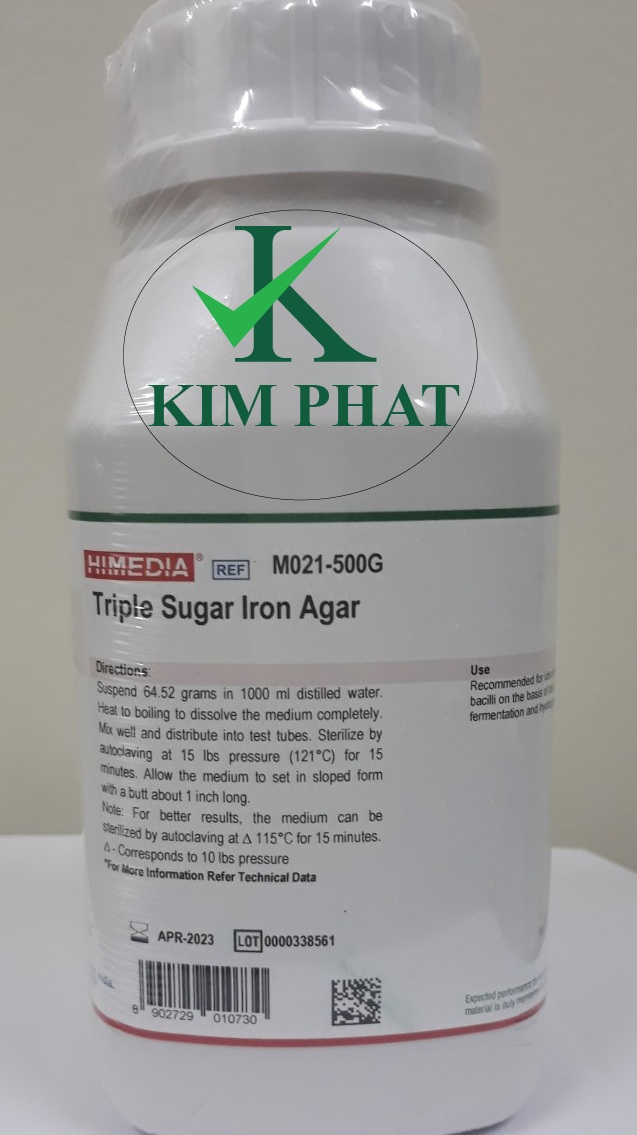 K
KIM PHAT
HIMEDIA® REF M021-500G
Triple Sugar Iron Agar
Directions:
Suspend 64.52 grams in 1000 ml distilled water.
Heat to boiling to dissolve the medium completely.
Mix well and distribute into test tubes. Sterilize by
autoclaving at 15 lbs pressure (121°C) for 15
minutes. Allow the medium to set in sloped form
with a butt about 1 inch long.
Note: For better results, the medium can be
sterilized by autoclaving at Δ 115°C for 15 minutes.
Δ - Corresponds to 10 lbs pressure
*For More Information Refer Technical Data
Use
Recommended for
bacilli on the basis of
fermentation and
APR-2023 LOT 0000338561
8 902729 010730
Expected performance
material is duly